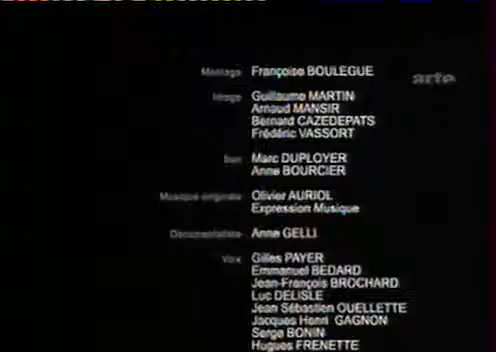 Montage Françoise BOULEGUE
arte
Image Guillaume MARTIN
Arnaud MANSIR
Bernard CAZEDEPATS
Frédéric VASSORT
Son Marc DUPLOYER
Anne BOURCIER
Musique originale Olivier AURIOL
Expression Musique
Documentaliste Anne GELLI
Voix Gilles PAYER
Emmanuel BEDARD
Jean-François BROCHARD
Luc DELISLE
Jean Sébastien OUELLETTE
Jacques Henri GAGNON
Serge BONIN
Hugues FRENETTE